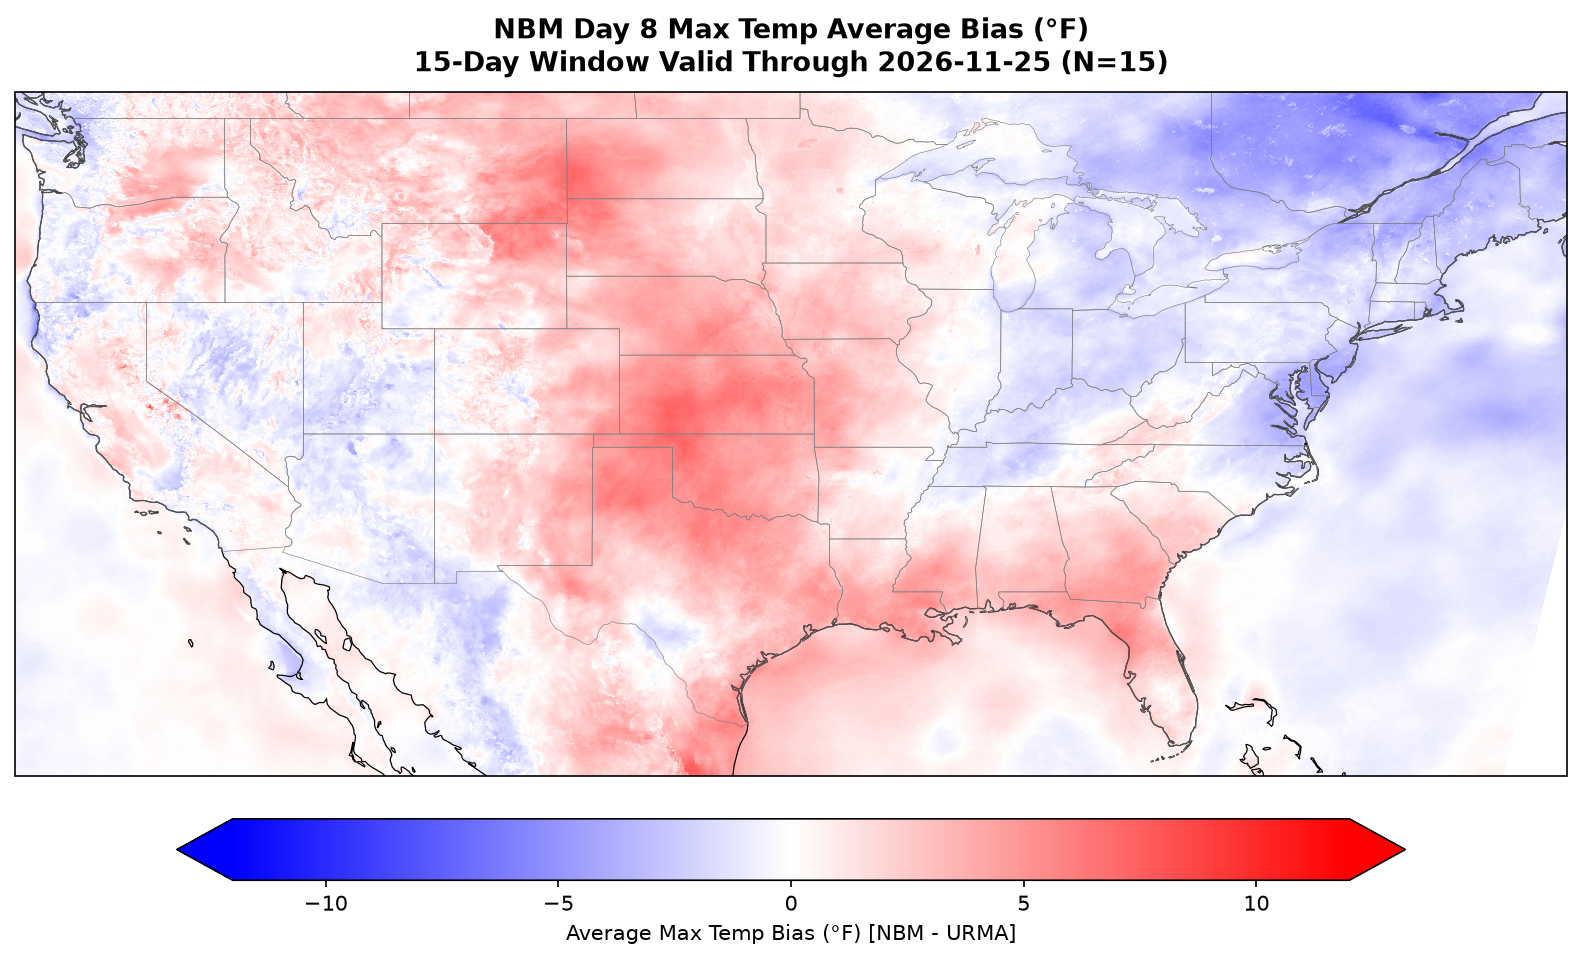 NBM Day 8 Max Temp Average Bias (°F)
15-Day Window Valid Through 2026-11-25 (N=15)
−10 −5 0 5 10
Average Max Temp Bias (°F) [NBM - URMA]